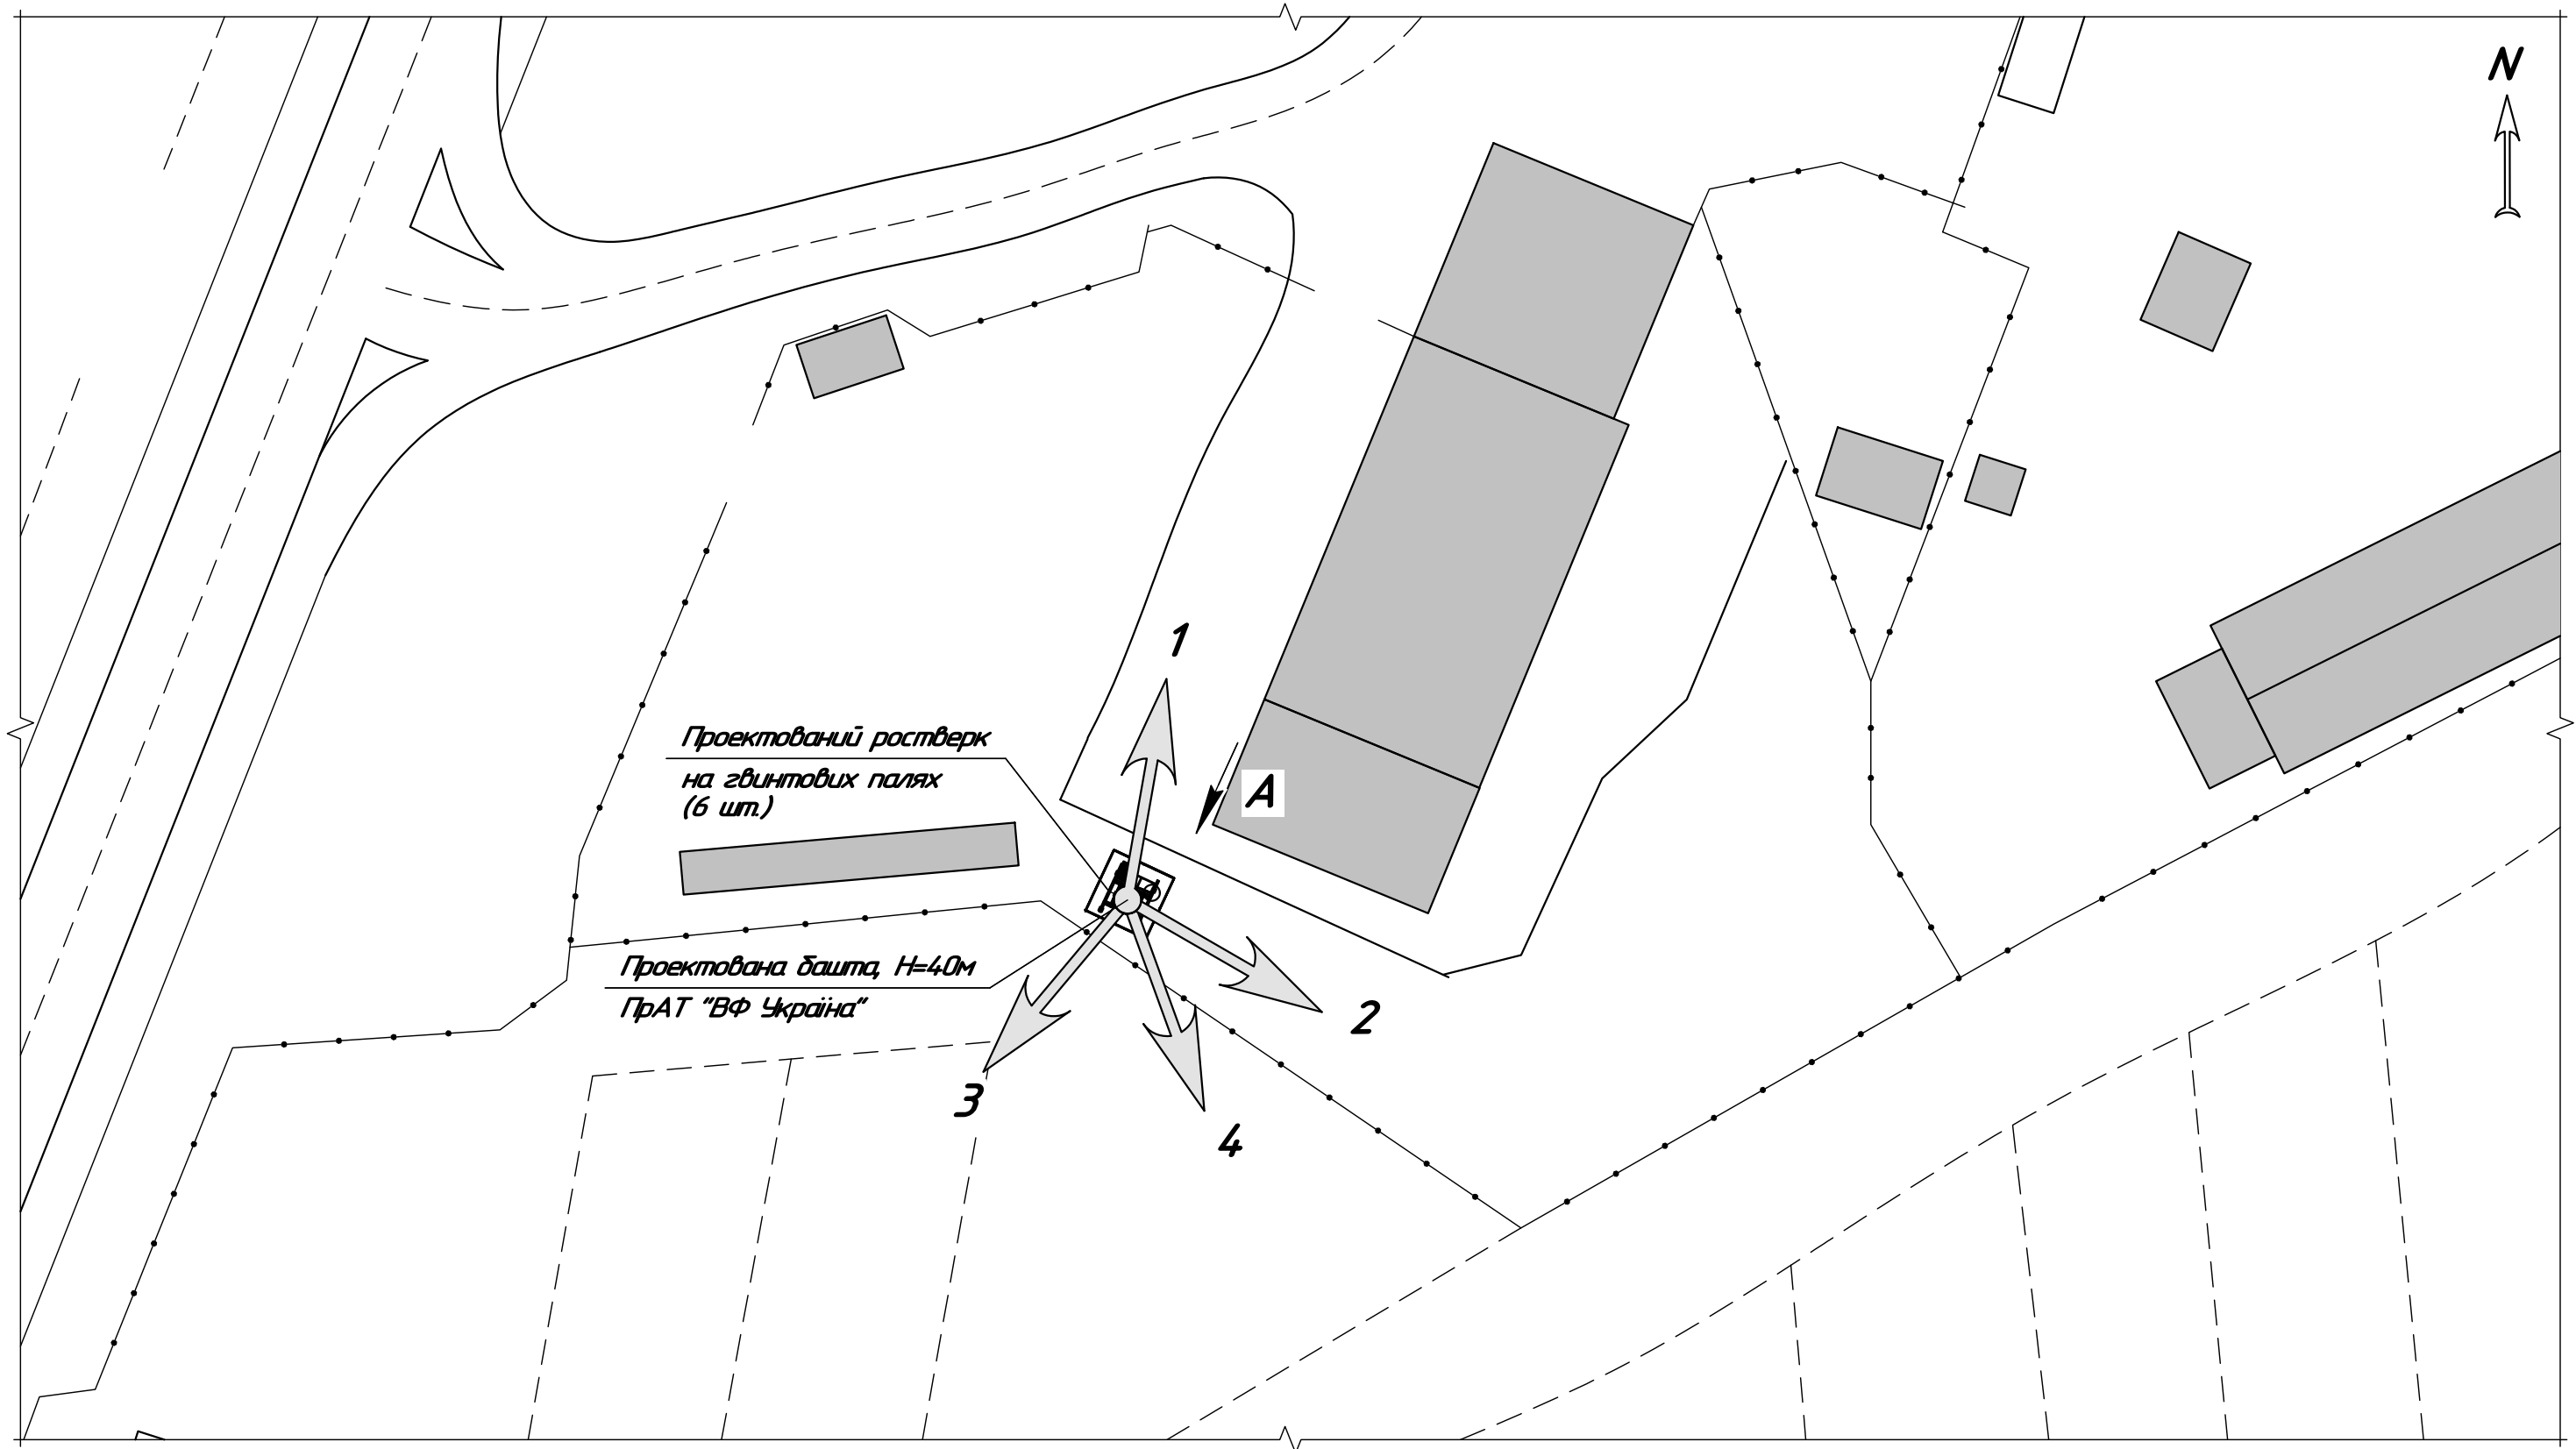 N
1
Проектований ростверк
на гвинтових палях
(6 шт.)
А
Проектована башта, Н=40м
ПрАТ "ВФ Україна"
2
3
4